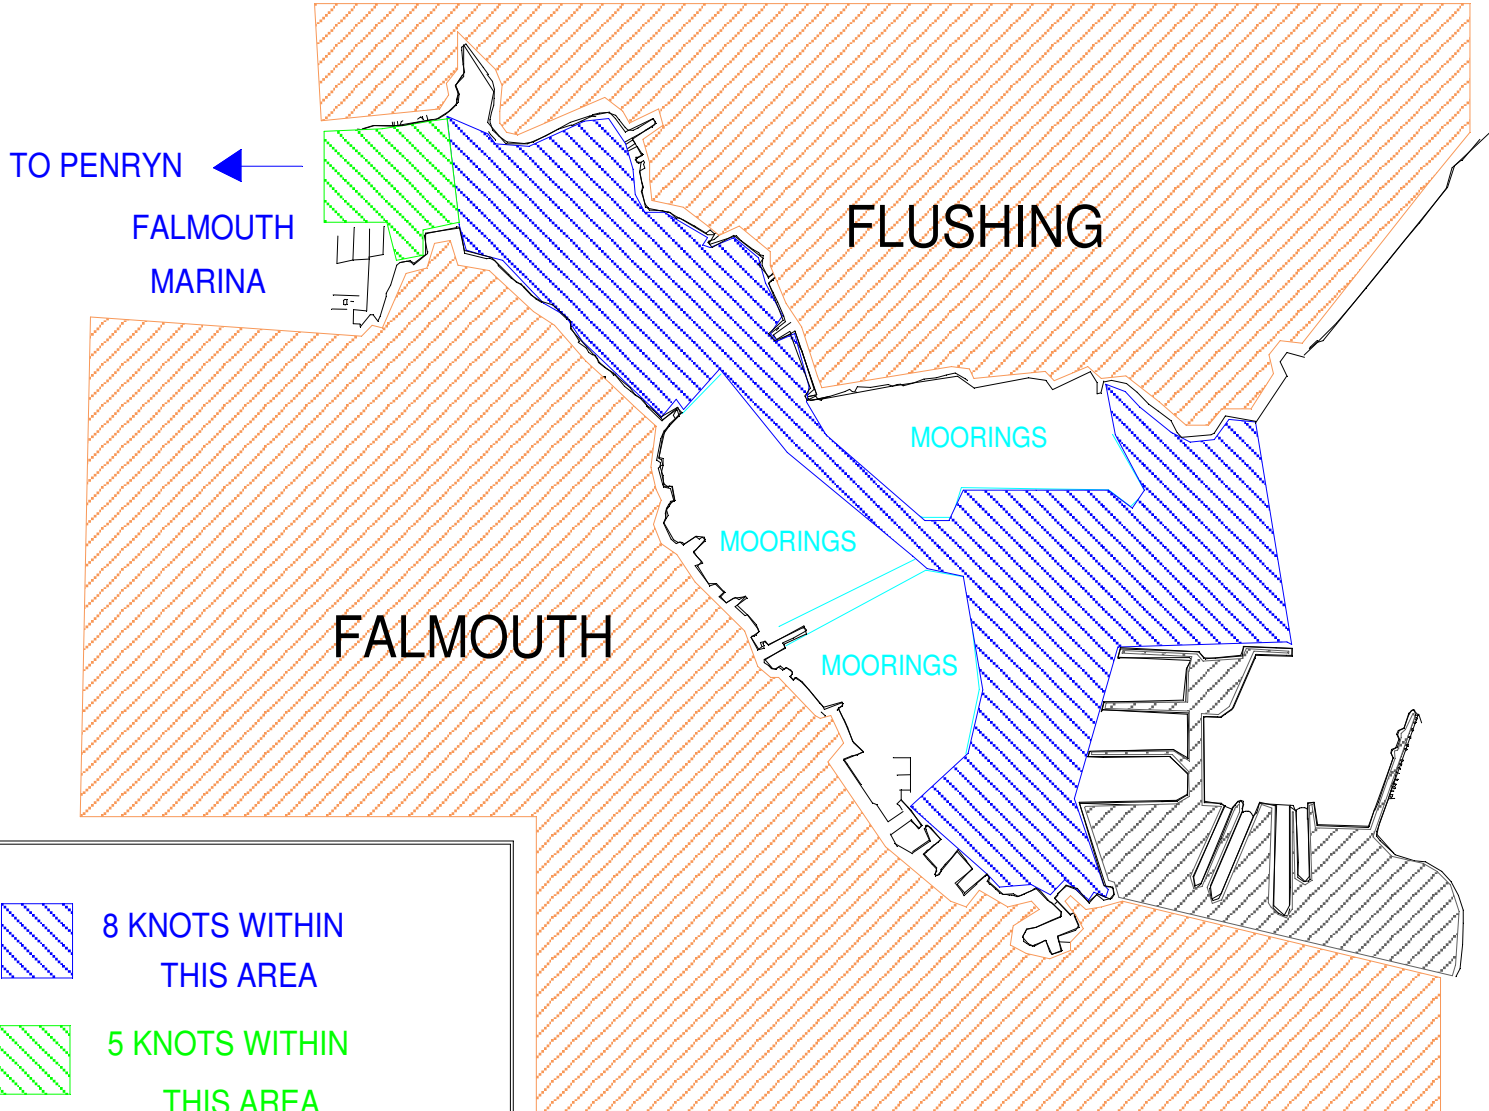 TO PENRYN
FALMOUTH
MARINA
FLUSHING
MOORINGS
MOORINGS
FALMOUTH
MOORINGS
8 KNOTS WITHIN
THIS AREA
5 KNOTS WITHIN
THIS AREA